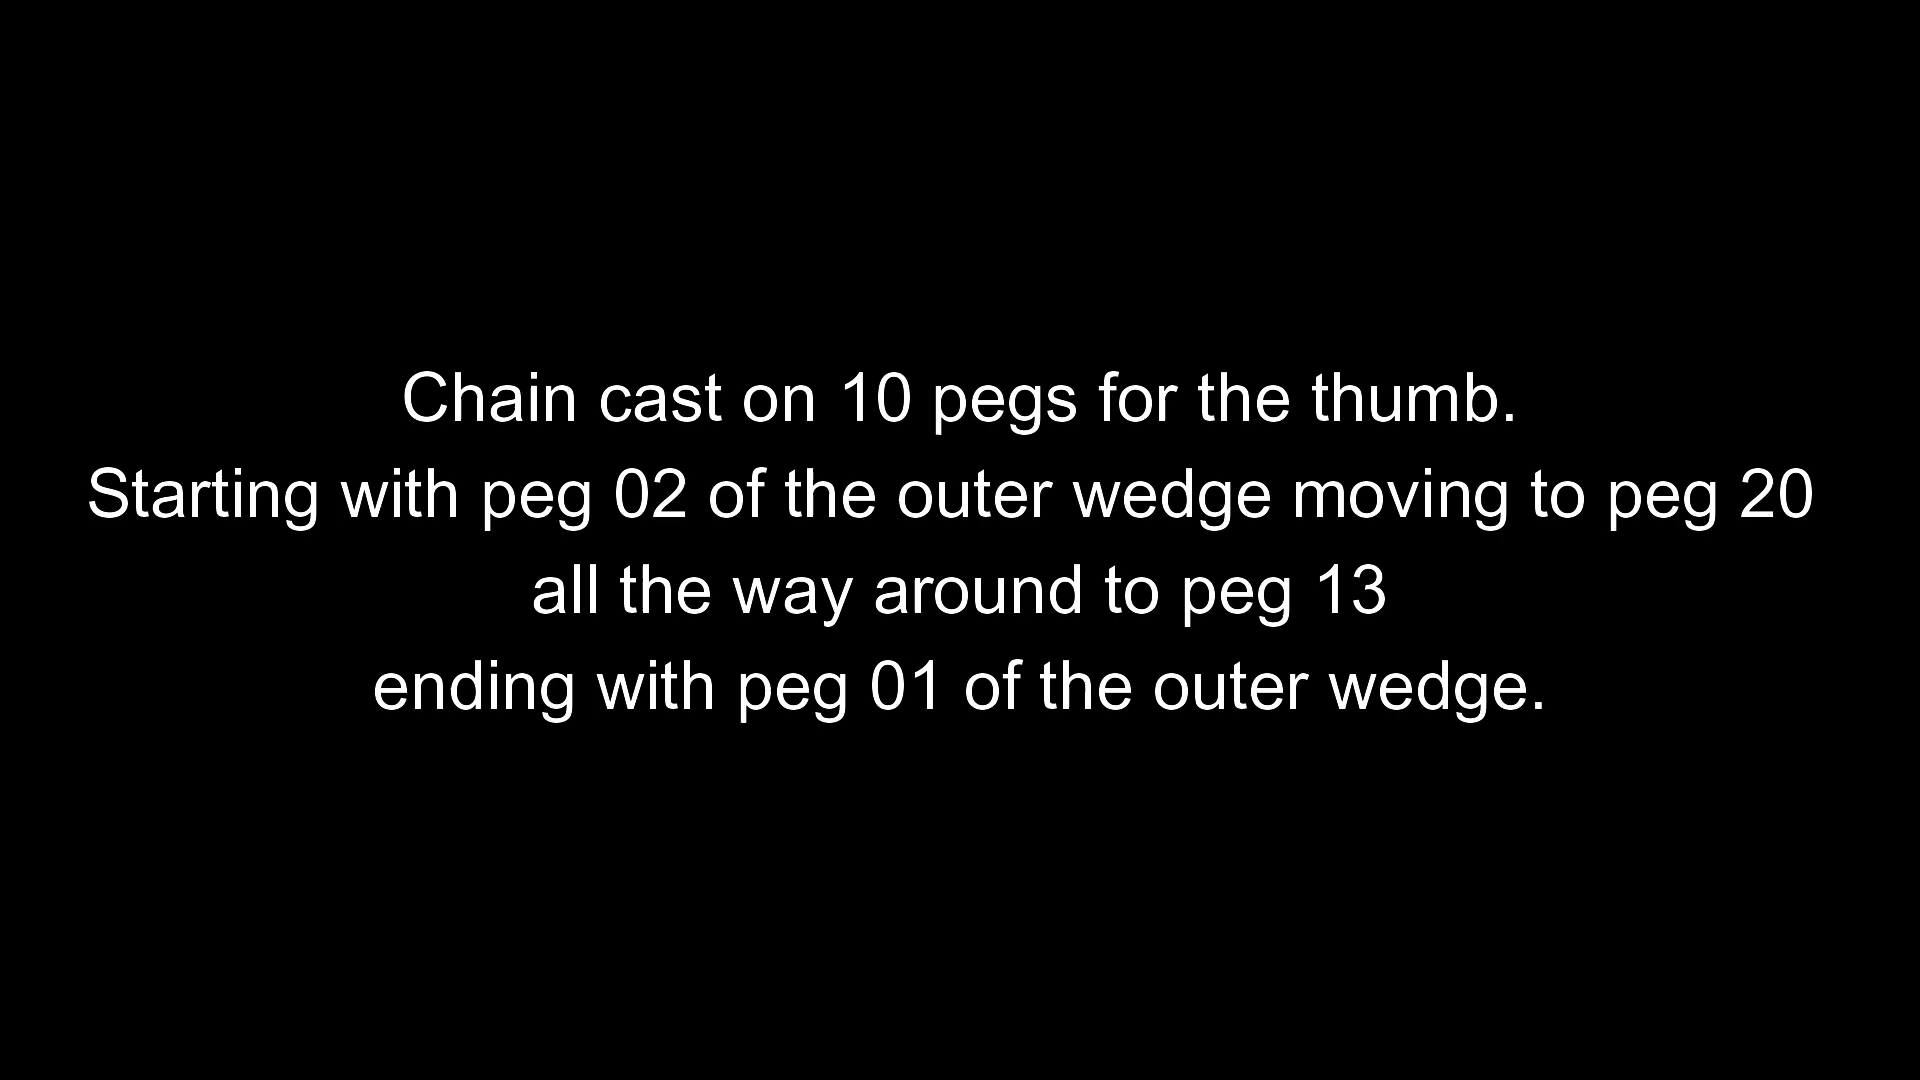 Chain cast on 10 pegs for the thumb.
Starting with peg 02 of the outer wedge moving to peg 20
all the way around to peg 13
ending with peg 01 of the outer wedge.